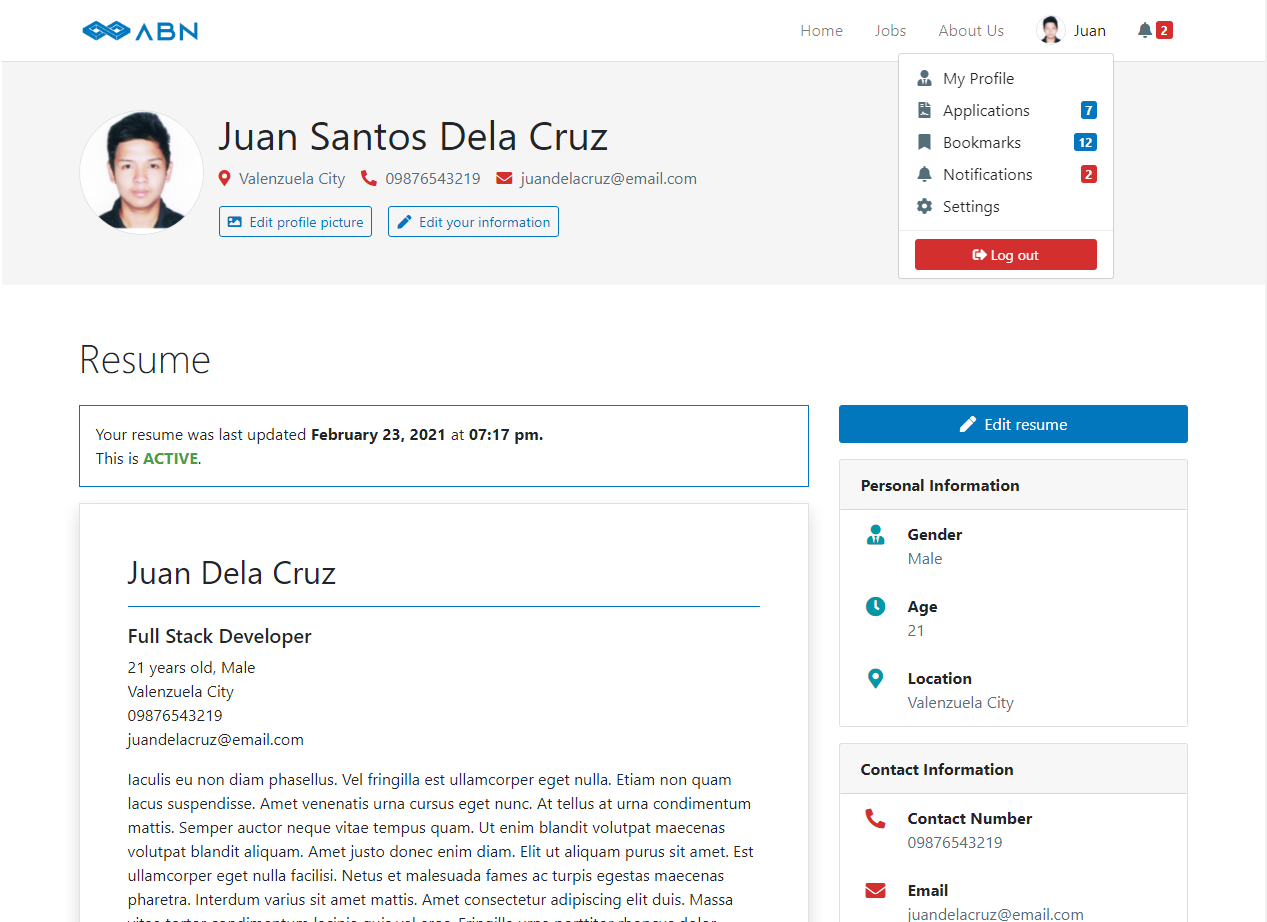 ABN
Home Jobs About Us Juan 2
My Profile
Applications 7
Bookmarks 12
Notifications 2
Settings
Log out
Juan Santos Dela Cruz
Valenzuela City 09876543219 juandelacruz@email.com
Edit profile picture Edit your information
Resume
Your resume was last updated February 23, 2021 at 07:17 pm.
This is ACTIVE.
Juan Dela Cruz
Full Stack Developer
21 years old, Male
Valenzuela City
09876543219
juandelacruz@email.com
Iaculis eu non diam phasellus. Vel fringilla est ullamcorper eget nulla. Etiam non quam
lacus suspendisse. Amet venenatis urna cursus eget nunc. At tellus at urna condimentum
mattis. Semper auctor neque vitae tempus quam. Ut enim blandit volutpat maecenas
volutpat blandit aliquam. Amet justo donec enim diam. Elit ut aliquam purus sit amet. Est
ullamcorper eget nulla facilisi. Netus et malesuada fames ac turpis egestas maecenas
pharetra. Interdum varius sit amet mattis. Amet consectetur adipiscing elit duis. Massa
Edit resume
Personal Information
Gender
Male
Age
21
Location
Valenzuela City
Contact Information
Contact Number
09876543219
Email
juandelacruz@email.com